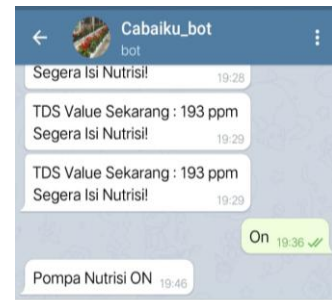 Cabaiku_bot
bot
Segera Isi Nutrisi!
19:28
TDS Value Sekarang : 193 ppm
Segera Isi Nutrisi!
19:29
TDS Value Sekarang : 193 ppm
Segera Isi Nutrisi!
19:29
On 19:36
Pompa Nutrisi ON 19:46